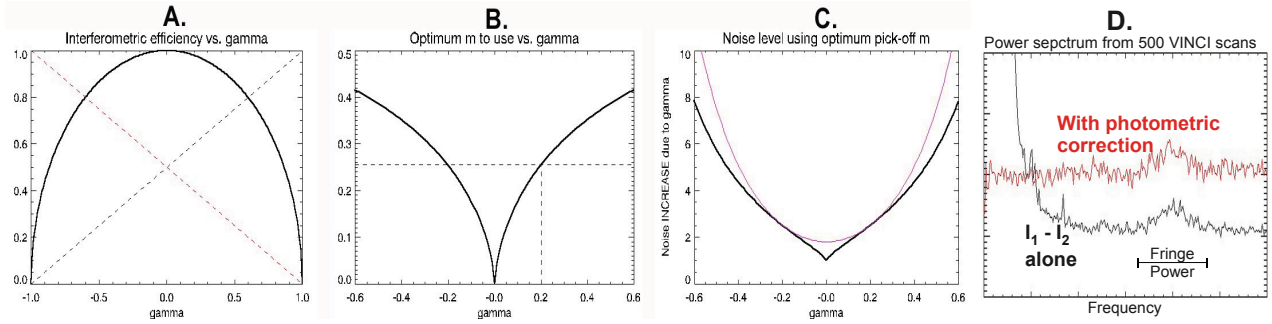 A.
Interferometric efficiency vs. gamma
1.0
0.8
0.6
0.4
0.2
0.0
-1.0 -0.5 0.0 0.5 1.0
gamma
B.
Optimum m to use vs. gamma
0.5
0.4
0.3
0.2
0.1
0.0
-0.6 -0.4 -0.2 -0.0 0.2 0.4 0.6
gamma
C.
Noise level using optimum pick-off m
Noise INCREASE due to gamma
10
8
6
4
2
0
-0.6 -0.4 -0.2 -0.0 0.2 0.4 0.6
gamma
D.
Power sepctrum from 500 VINCI scans
With photometric
correction
I1 - I2
alone
Fringe
Power
Frequency